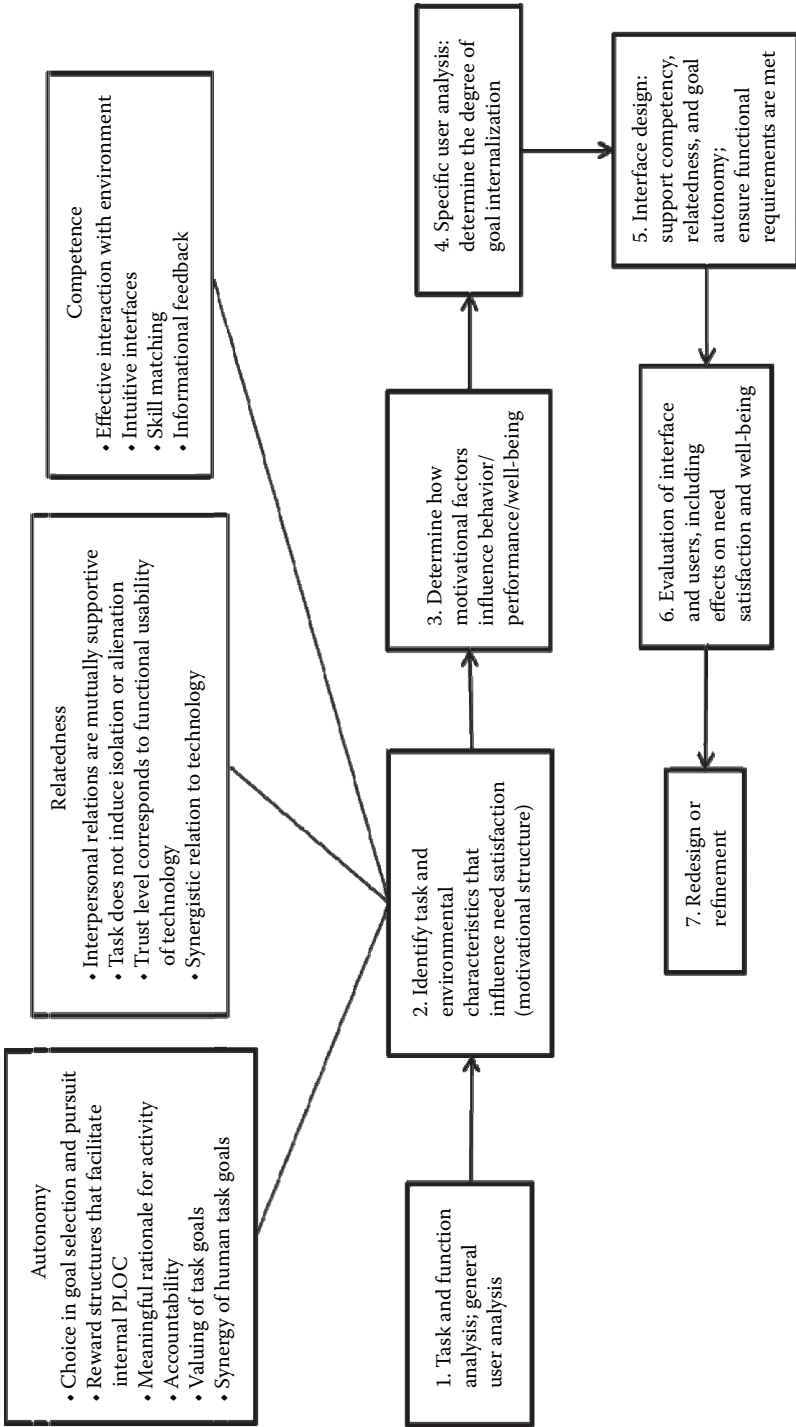 Autonomy
• Choice in goal selection and pursuit
• Reward structures that facilitate
internal PLOC
• Meaningful rationale for activity
• Accountability
• Valuing of task goals
• Synergy of human task goals
Relatedness
• Interpersonal relations are mutually supportive
• Task does not induce isolation or alienation
• Trust level corresponds to functional usability
of technology
• Synergistic relation to technology
Competence
• Effective interaction with environment
• Intuitive interfaces
• Skill matching
• Informational feedback
1. Task and function
analysis; general
user analysis
2. Identify task and
environmental
characteristics that
influence need satisfaction
(motivational structure)
3. Determine how
motivational factors
influence behavior/
performance/well-being
4. Specific user analysis:
determine the degree of
goal internalization
5. Interface design:
support competency,
relatedness, and goal
autonomy;
ensure functional
requirements are met
6. Evaluation of interface
and users, including
effects on need
satisfaction and well-being
7. Redesign or
refinement